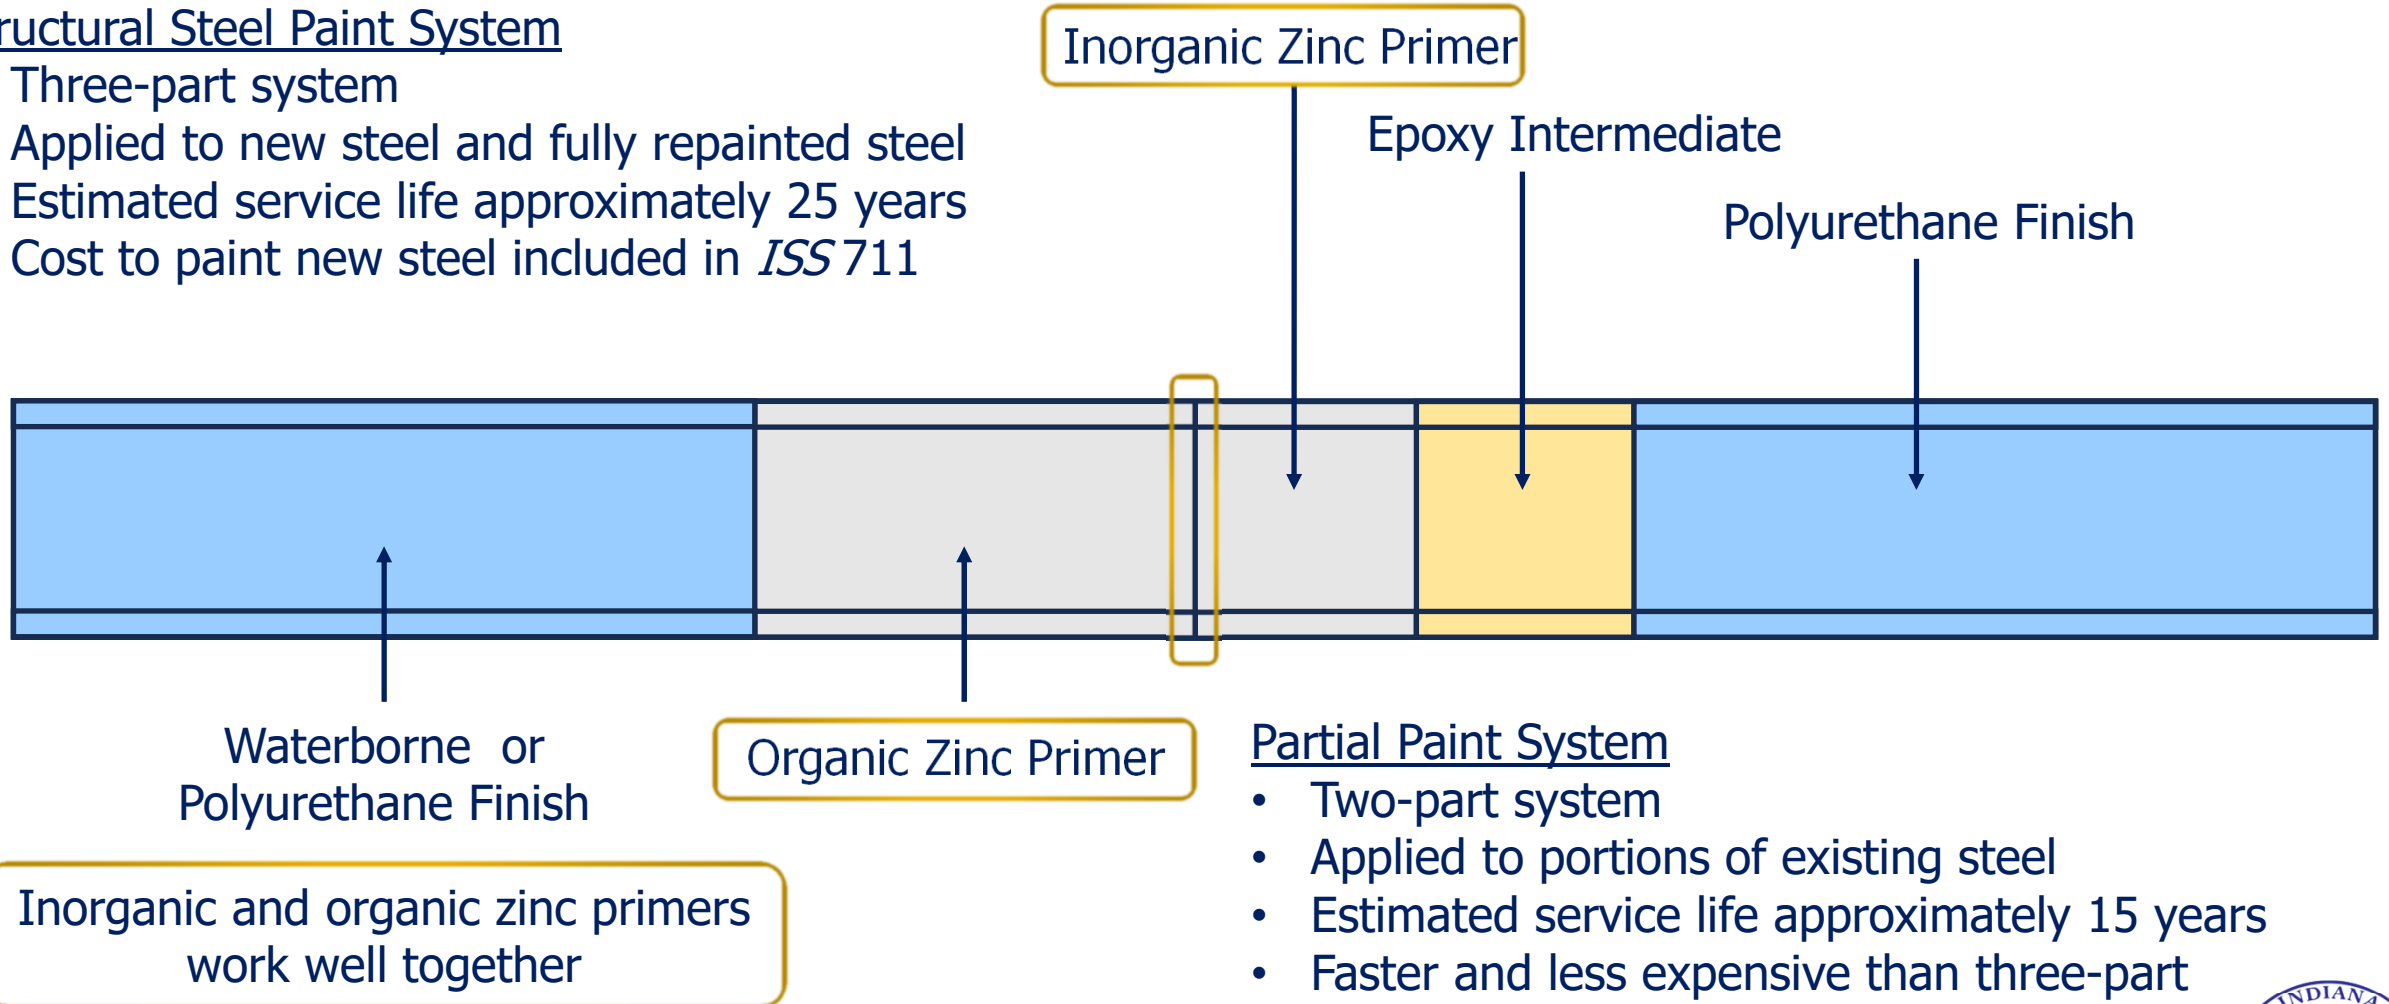 ructural Steel Paint System
Three-part system
Applied to new steel and fully repainted steel
Estimated service life approximately 25 years
Cost to paint new steel included in ISS 711
Inorganic Zinc Primer
Epoxy Intermediate
Polyurethane Finish
Waterborne or
Polyurethane Finish
Organic Zinc Primer
Inorganic and organic zinc primers
work well together
Partial Paint System
• Two-part system
• Applied to portions of existing steel
• Estimated service life approximately 15 years
• Faster and less expensive than three-part
INDIANA